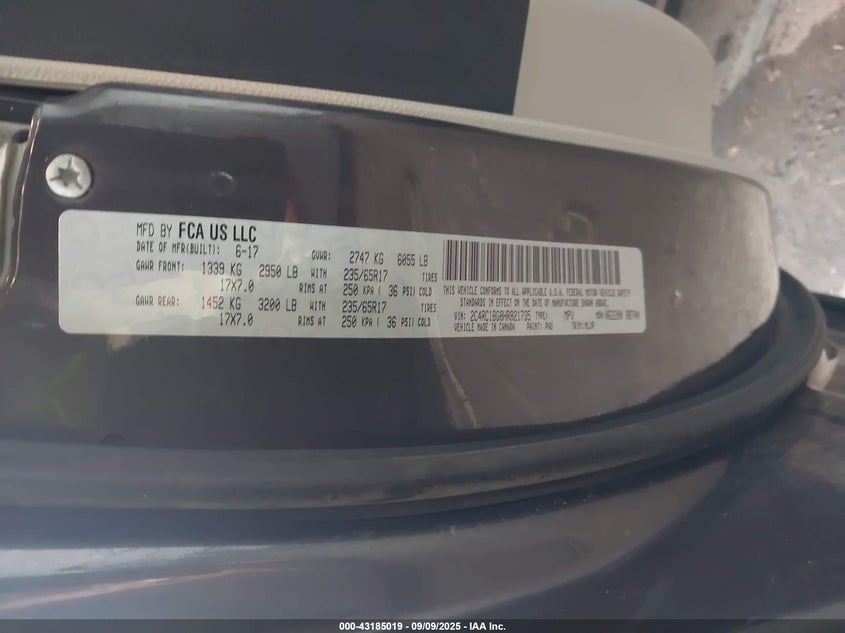 MFD BY FCA US LLC
DATE OF MFR(BUILT): 6-17 GVWR: 2747 KG 6055 LB
GAWR FRONT: 1339 KG 2950 LB WITH 235/65R17 TIRES
17X7.0 RIMS AT 250 KPA ( 36 PSI) COLD
GAWR REAR: 1452 KG 3200 LB WITH 235/65R17 TIRES
17X7.0 RIMS AT 250 KPA ( 36 PSI) COLD
THIS VEHICLE CONFORMS TO ALL APPLICABLE U.S.A. FEDERAL MOTOR VEHICLE SAFETY
STANDARDS IN EFFECT ON THE DATE OF MANUFACTURE SHOWN ABOVE.
VIN: 2C4RC1BG0HR821735 TYPE: MPV MDH:
VEHICLE MADE IN CANADA PAINT: PAU TRIM:
000-43185019 - 09/09/2025 - IAA Inc.